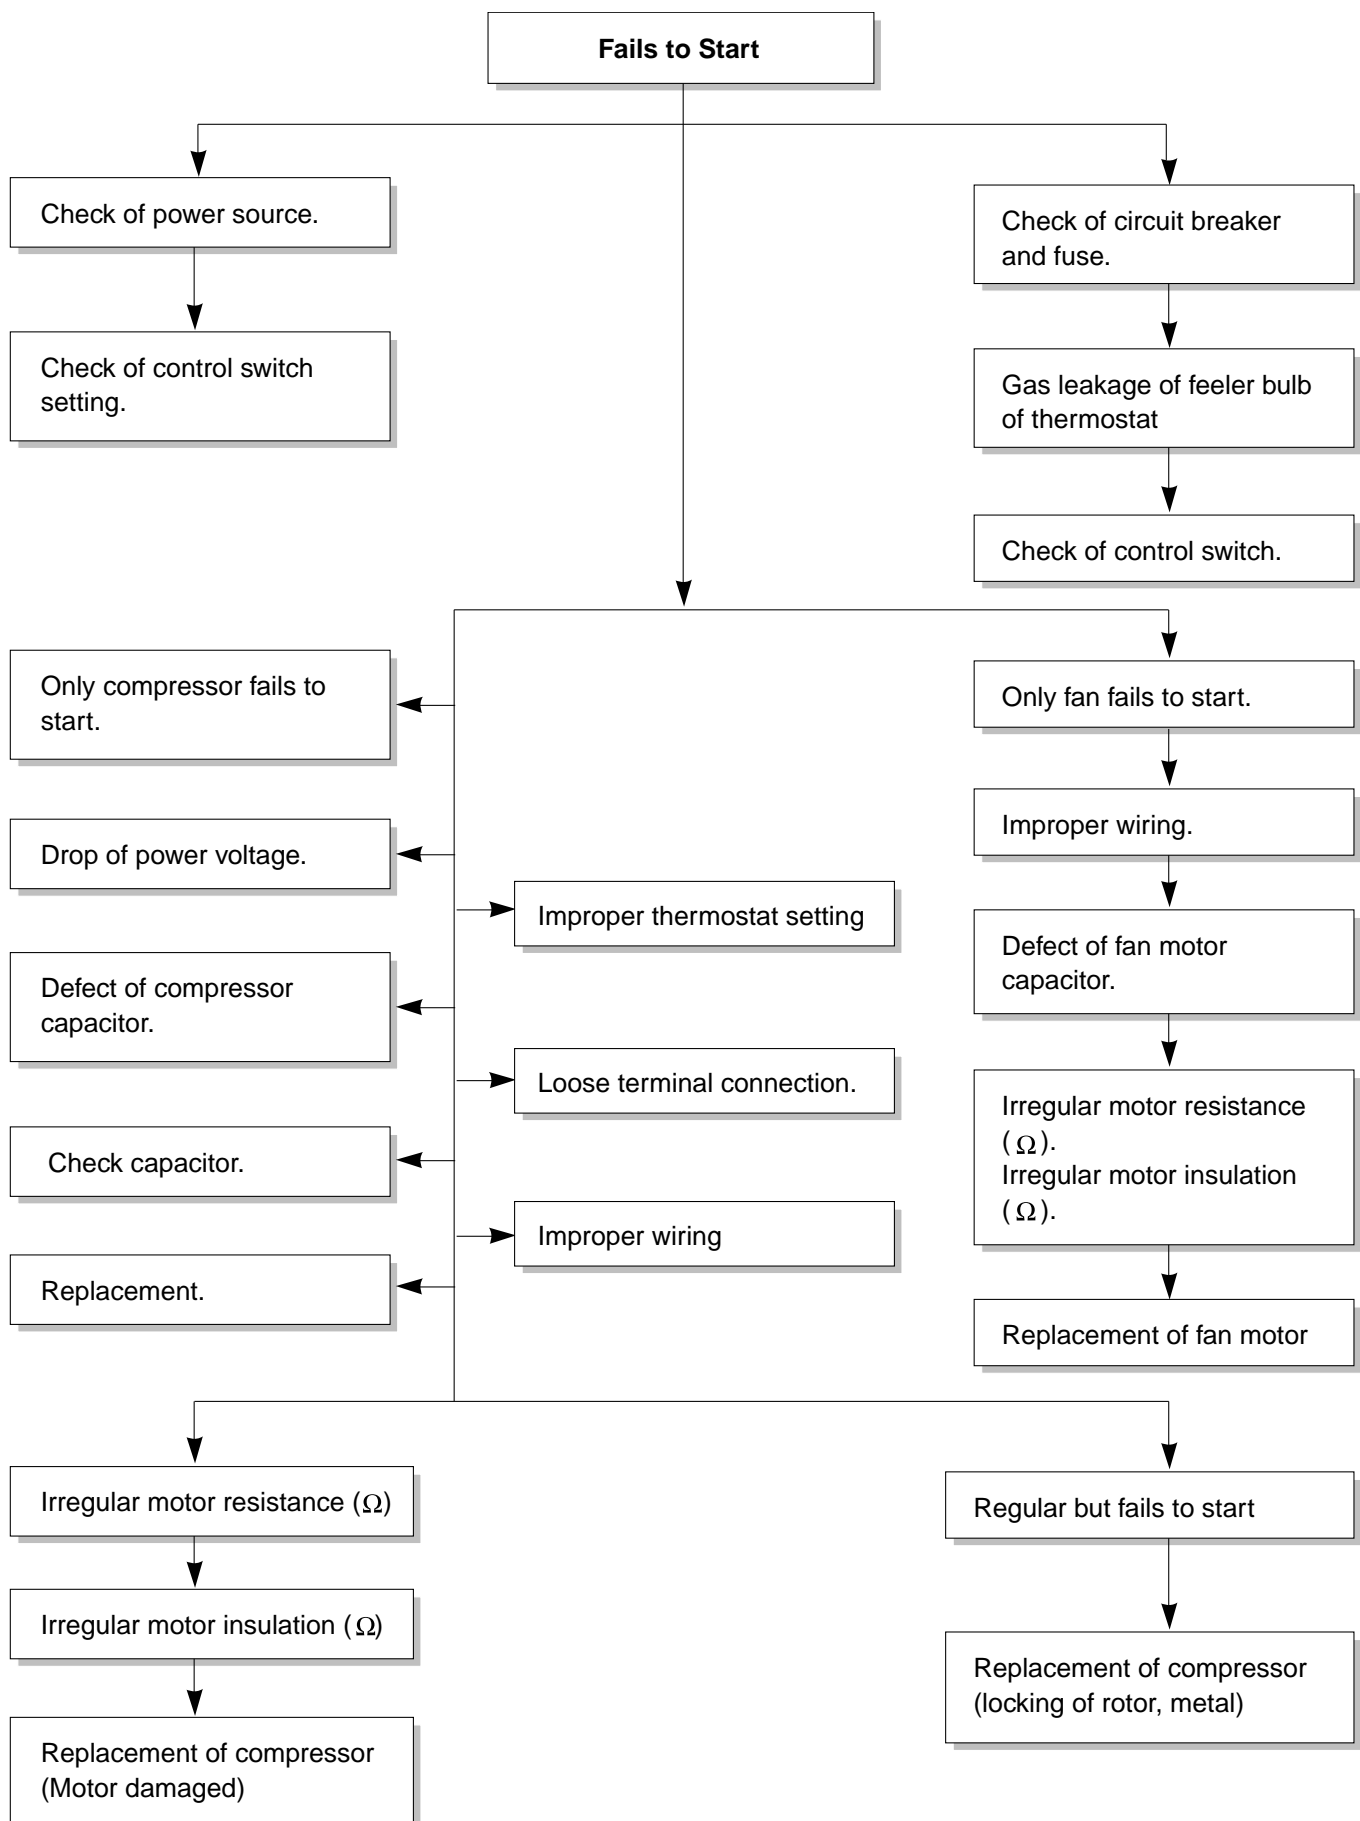 Fails to Start
Check of power source.
Check of circuit breaker
and fuse.
Check of control switch
setting.
Gas leakage of feeler bulb
of thermostat
Check of control switch.
Only compressor fails to
start.
Only fan fails to start.
Drop of power voltage.
Improper wiring.
Improper thermostat setting
Defect of compressor
capacitor.
Defect of fan motor
capacitor.
Loose terminal connection.
Irregular motor resistance
(Ω).
Irregular motor insulation
(Ω).
Check capacitor.
Improper wiring
Replacement.
Replacement of fan motor
Irregular motor resistance (Ω)
Regular but fails to start
Irregular motor insulation (Ω)
Replacement of compressor
(locking of rotor, metal)
Replacement of compressor
(Motor damaged)